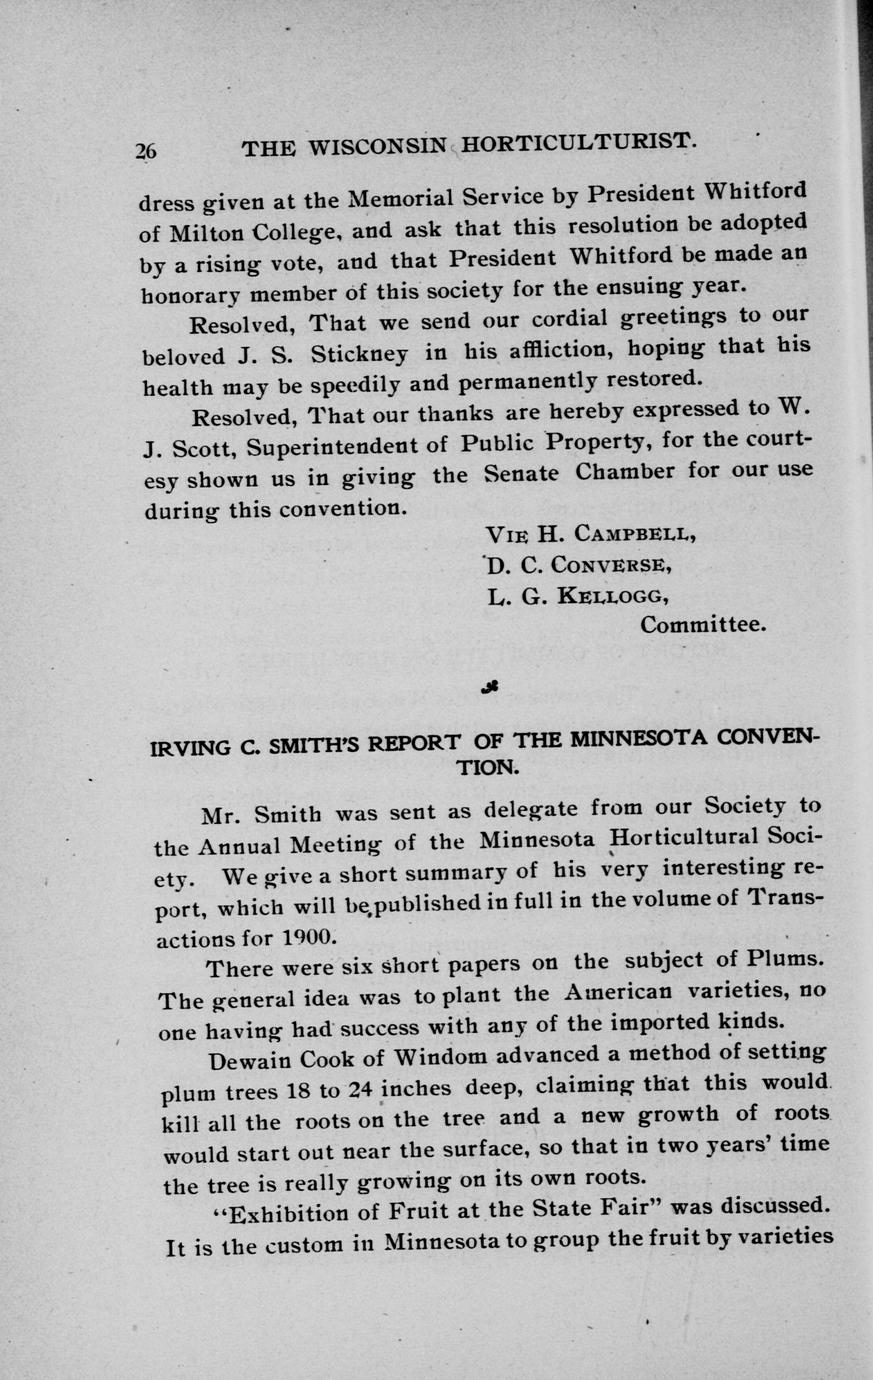 26 THE WISCONSIN HORTICULTURIST.
dress given at the Memorial Service by President Whitford
of Milton College, and ask that this resolution be adopted
by a rising vote, and that President Whitford be made an
honorary member of this society for the ensuing year.
Resolved, That we send our cordial greetings to our
beloved J. S. Stickney in his affliction, hoping that his
health may be speedily and permanently restored.
Resolved, That our thanks are hereby expressed to W.
J. Scott, Superintendent of Public Property, for the court-
esy shown us in giving the Senate Chamber for our use
during this convention.
VIE H. CAMPBELL,
D. C. CONVERSE,
L. G. KELLOGG,
Committee.
IRVING C. SMITH'S REPORT OF THE MINNESOTA CONVEN-
TION.
Mr. Smith was sent as delegate from our Society to
the Annual Meeting of the Minnesota Horticultural Soci-
ety. We give a short summary of his very interesting re-
port, which will be published in full in the volume of Trans-
actions for 1900.
There were six short papers on the subject of Plums.
The general idea was to plant the American varieties, no
one having had success with any of the imported kinds.
Dewain Cook of Windom advanced a method of setting
plum trees 18 to 24 inches deep, claiming that this would
kill all the roots on the tree and a new growth of roots
would start out near the surface, so that in two years' time
the tree is really growing on its own roots.
"Exhibition of Fruit at the State Fair" was discussed.
It is the custom in Minnesota to group the fruit by varieties